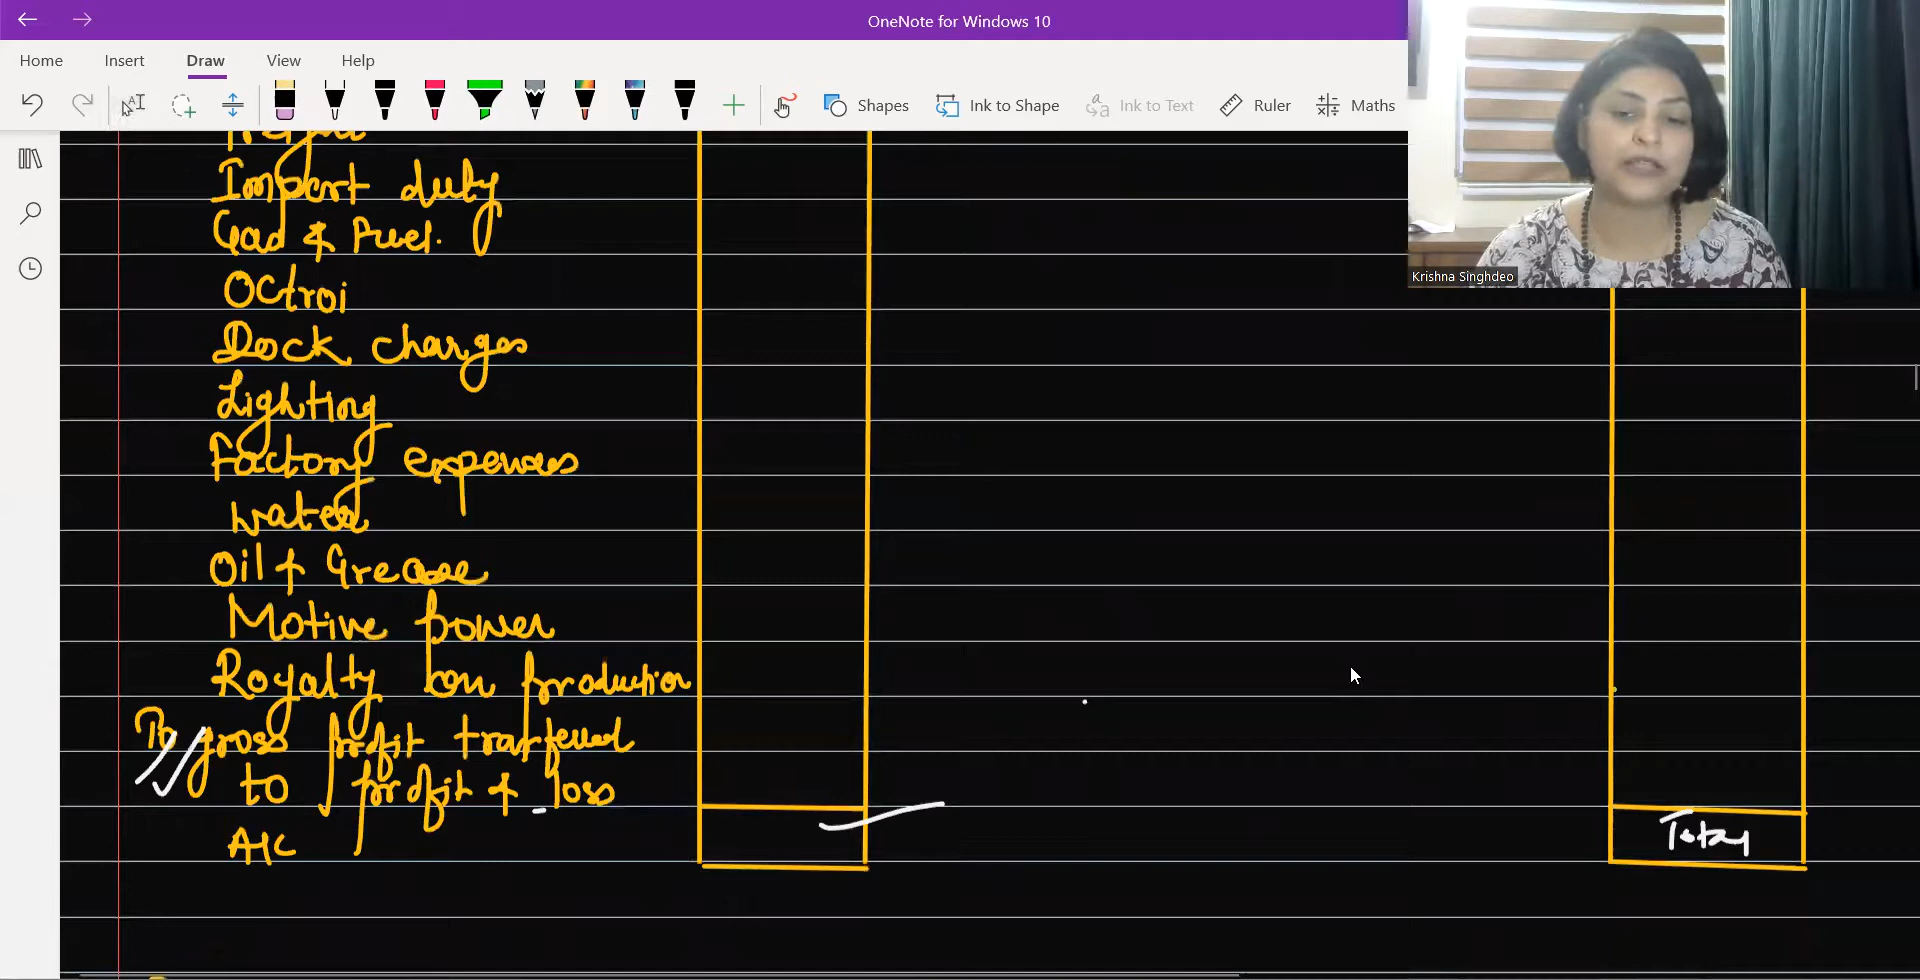 OneNote for Windows 10
Home Insert Draw View Help
Shapes Ink to Shape Ink to Text Ruler Maths
Krishna Singhdeo
Import duty
Gas & Fuel.
Octroi
Dock charges
Lighting
Factory expenses
Water
Oil & Grease
Motive power
Royalty on production
To gross profit
to profit & loss
A/C
Total